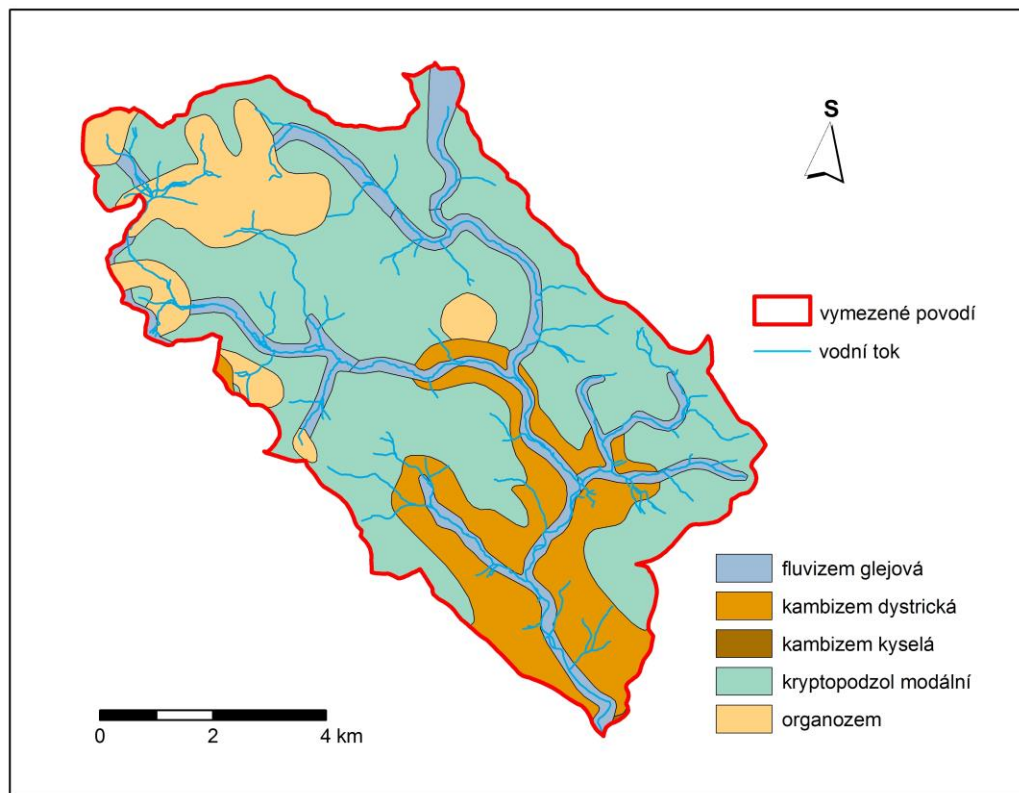 S
vymezené povodí
vodní tok
fluvizem glejová
kambizem dystrická
kambizem kyselá
kryptopodzol modální
organozem
0 2 4 km